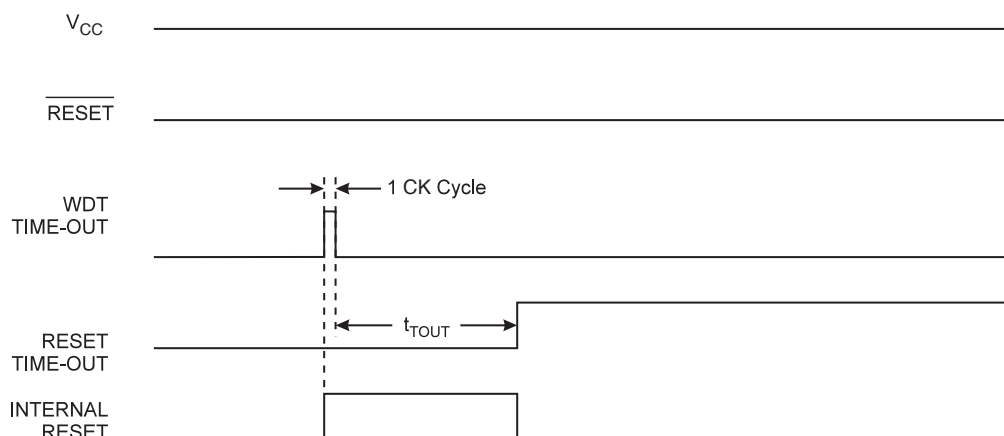 VCC
RESET
1 CK Cycle
WDT
TIME-OUT
tTOUT
RESET
TIME-OUT
INTERNAL
RESET